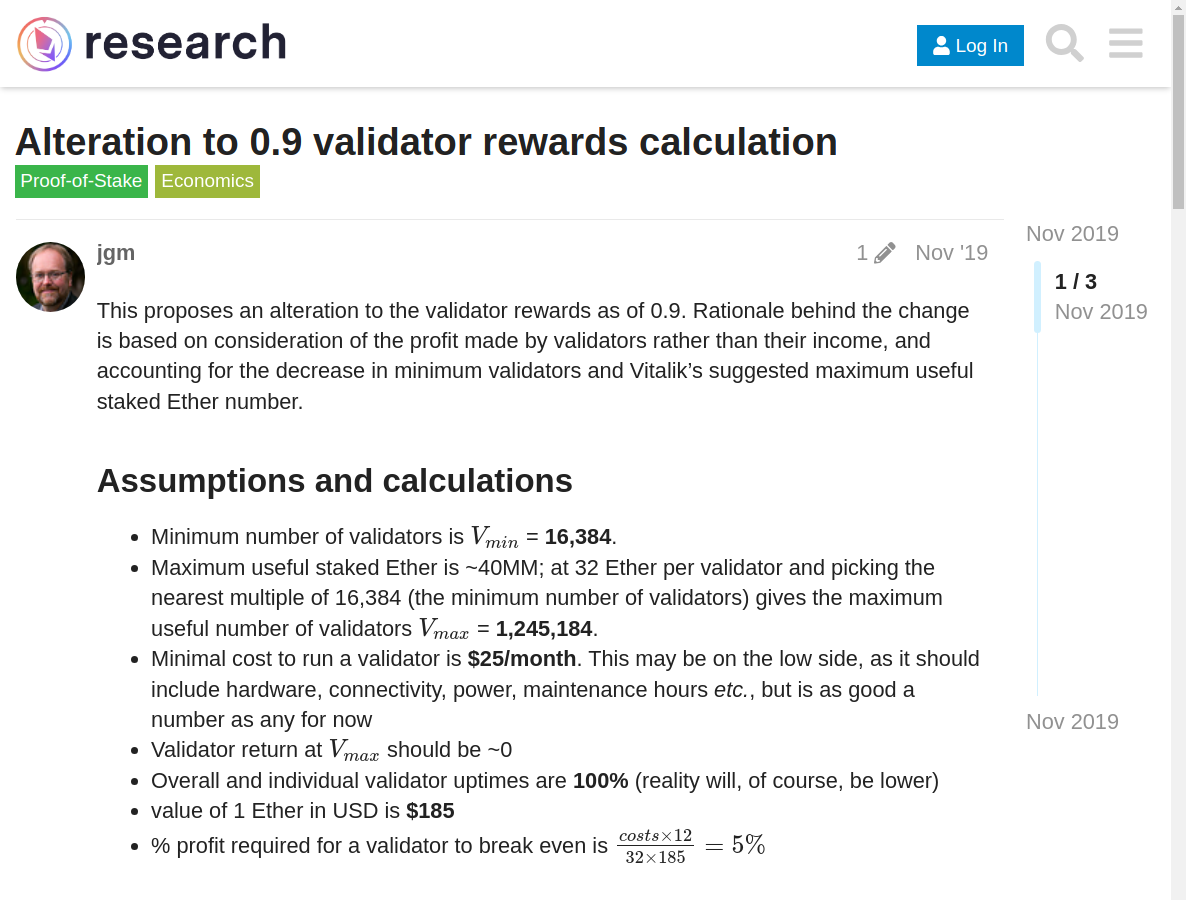 research
Log In
Alteration to 0.9 validator rewards calculation
Proof-of-Stake Economics
jgm 1 Nov '19
This proposes an alteration to the validator rewards as of 0.9. Rationale behind the change
is based on consideration of the profit made by validators rather than their income, and
accounting for the decrease in minimum validators and Vitalik’s suggested maximum useful
staked Ether number.
Assumptions and calculations
• Minimum number of validators is V_min = 16,384.
• Maximum useful staked Ether is ~40MM; at 32 Ether per validator and picking the
nearest multiple of 16,384 (the minimum number of validators) gives the maximum
useful number of validators V_max = 1,245,184.
• Minimal cost to run a validator is $25/month. This may be on the low side, as it should
include hardware, connectivity, power, maintenance hours etc., but is as good a
number as any for now
• Validator return at V_max should be ~0
• Overall and individual validator uptimes are 100% (reality will, of course, be lower)
• value of 1 Ether in USD is $185
• % profit required for a validator to break even is costs×12 / 32×185 = 5%
Nov 2019
1 / 3
Nov 2019
Nov 2019